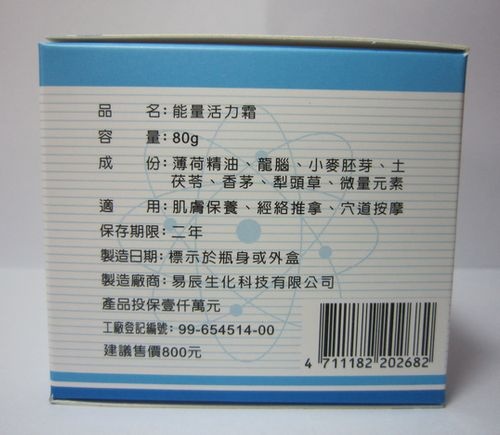 品 名:能量活力霜
容 量:80g
成 份:薄荷精油、龍腦、小麥胚芽、土
茯苓、香茅、犁頭草、微量元素
適 用:肌膚保養、經絡推拿、穴道按摩
保存期限:二年
製造日期:標示於瓶身或外盒
製造廠商:易辰生化科技有限公司
產品投保壹仟萬元
工廠登記編號:99-654514-00
建議售價800元
4 711182 202682